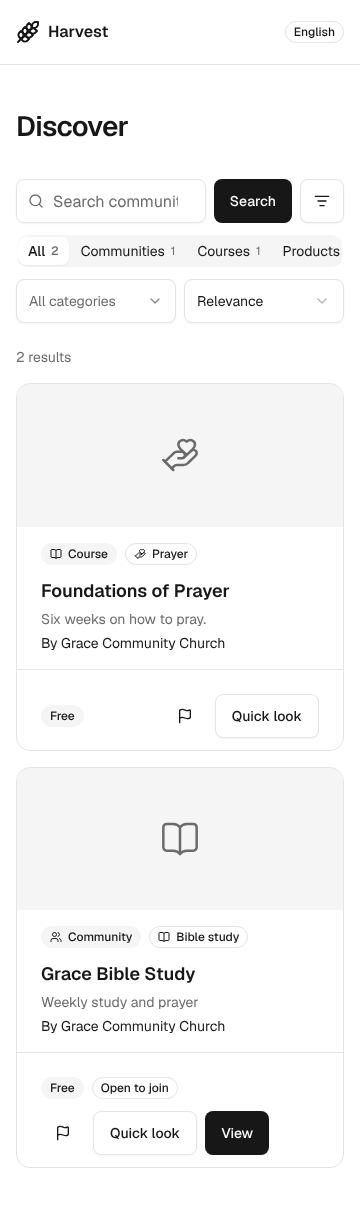 Harvest
English
Discover
Search
All 2 Communities 1 Courses 1 Products
All categories
Relevance
2 results
Course
Prayer
Foundations of Prayer
Six weeks on how to pray.
By Grace Community Church
Free
Quick look
Community
Bible study
Grace Bible Study
Weekly study and prayer
By Grace Community Church
Free
Open to join
Quick look
View